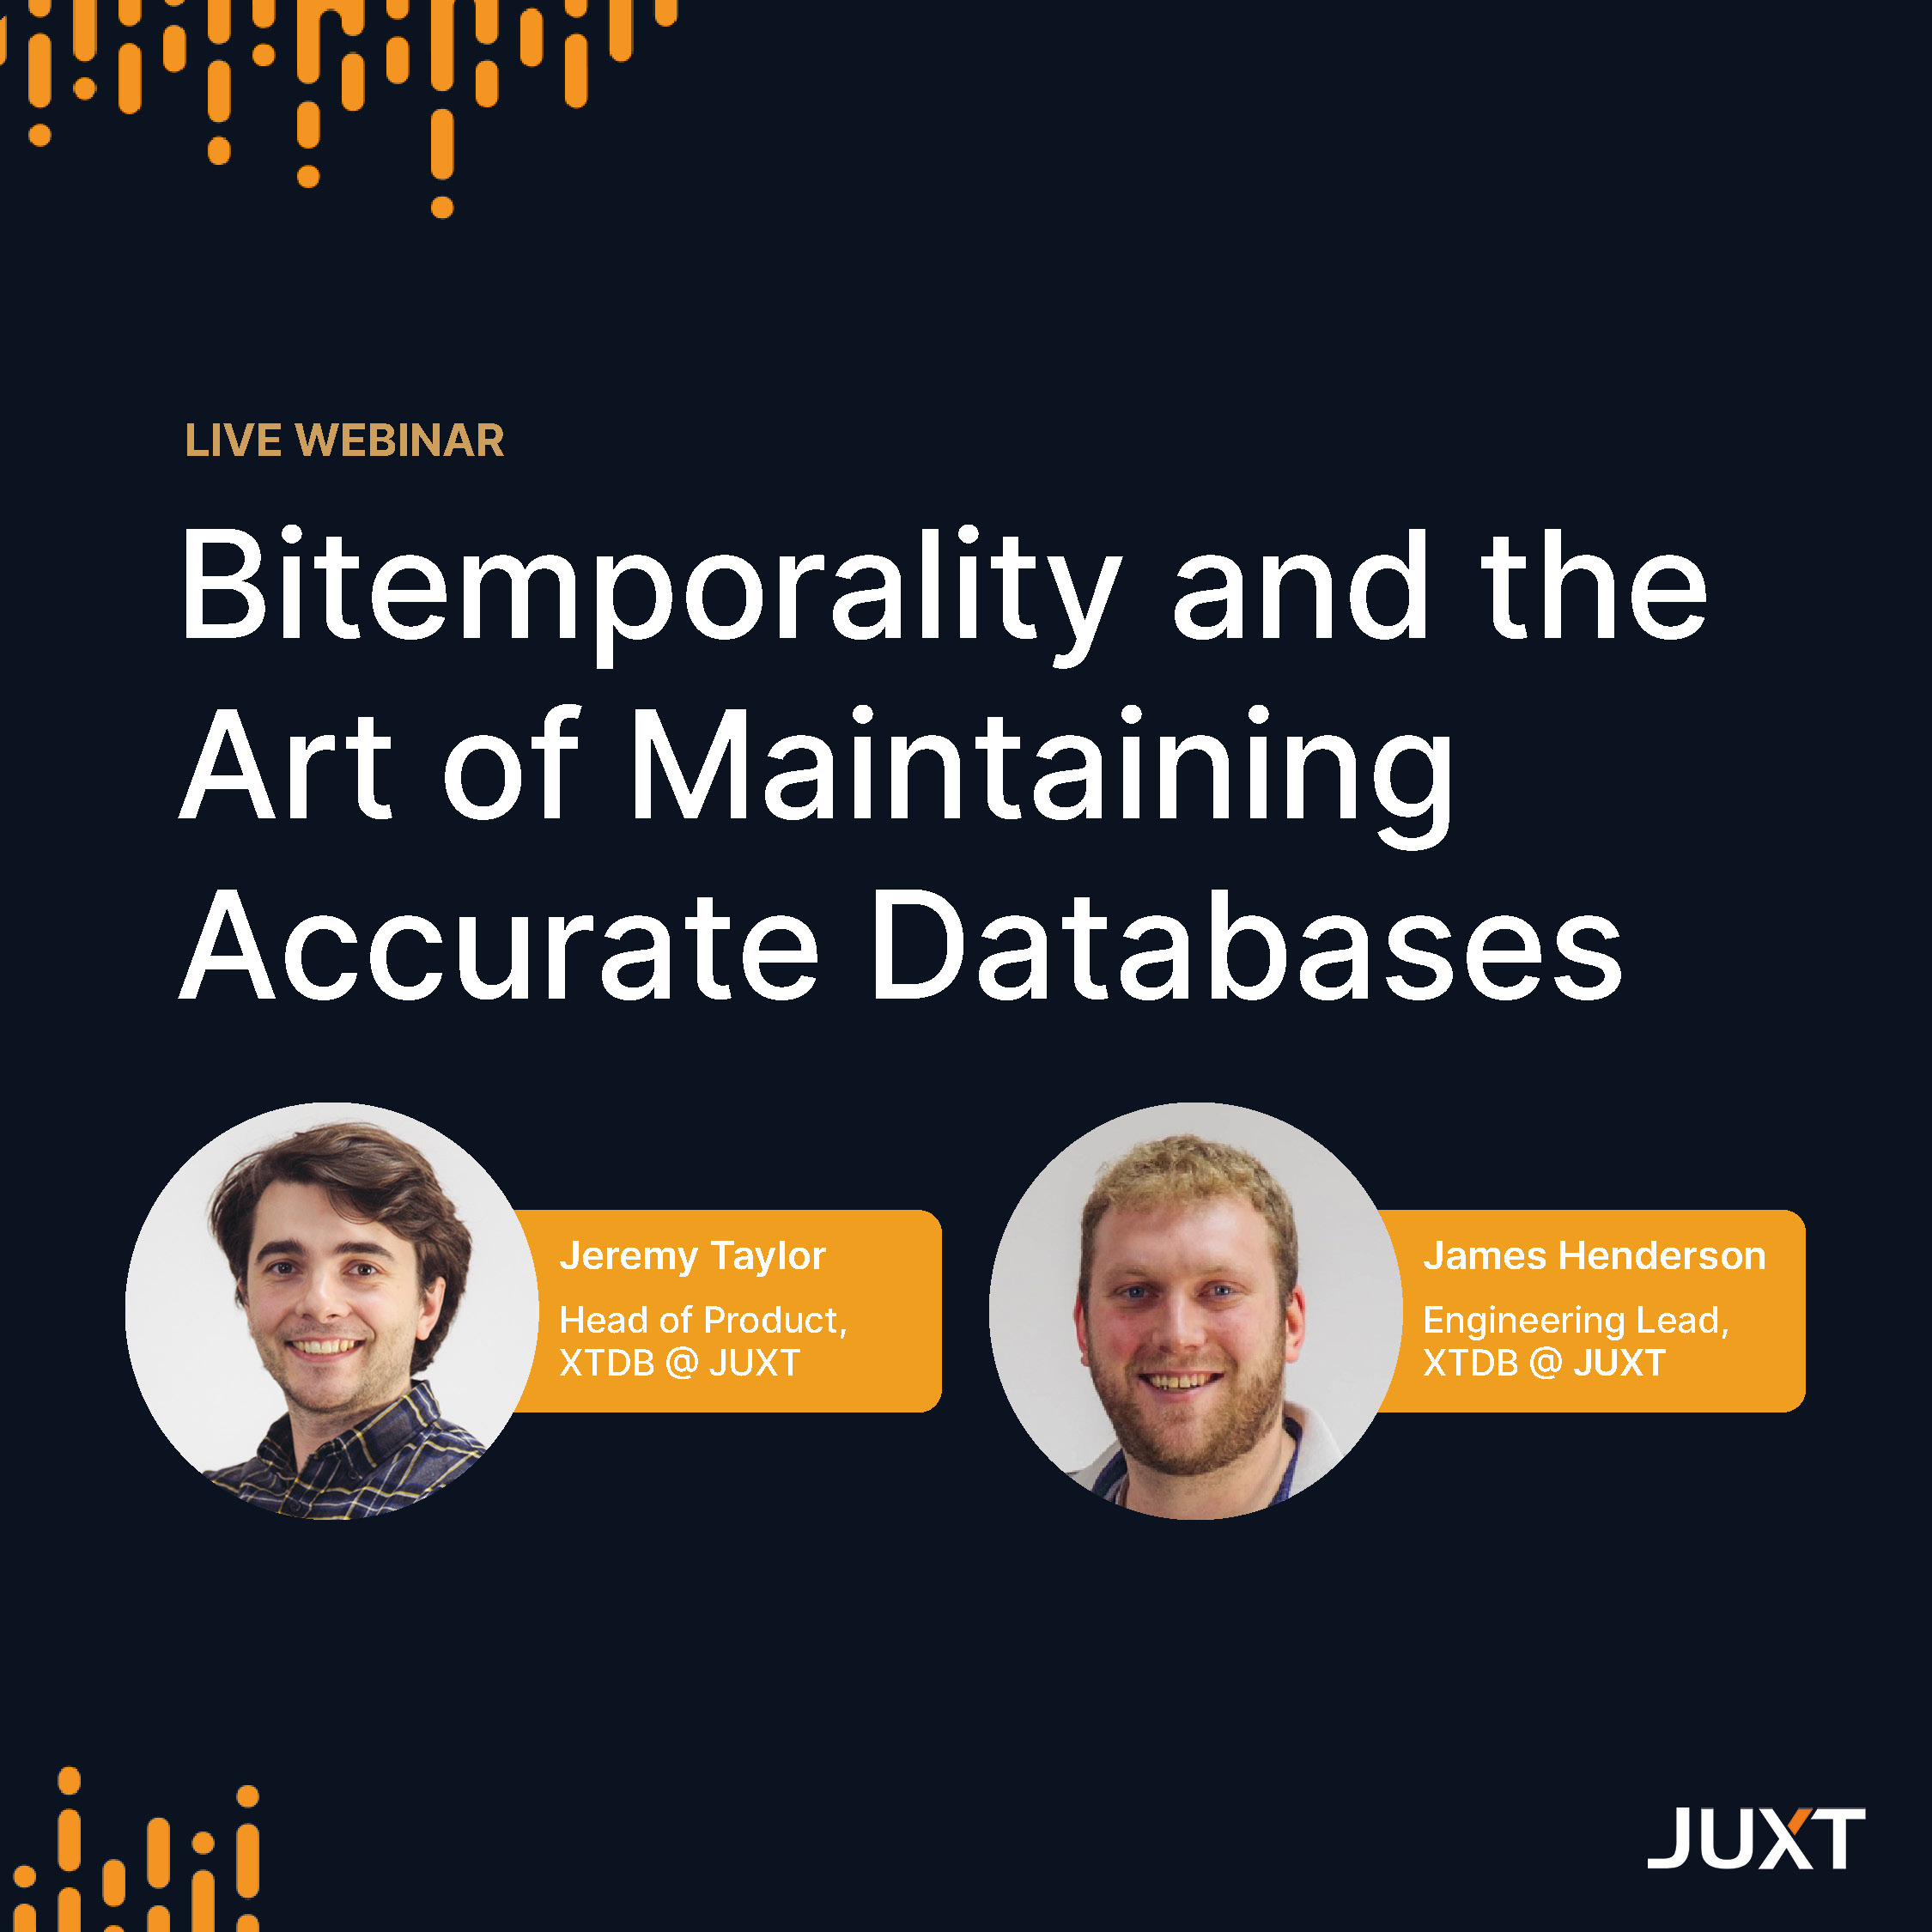 LIVE WEBINAR
Bitemporality and the
Art of Maintaining
Accurate Databases
Jeremy Taylor
Head of Product,
XTDB @ JUXT
James Henderson
Engineering Lead,
XTDB @ JUXT
JUXT